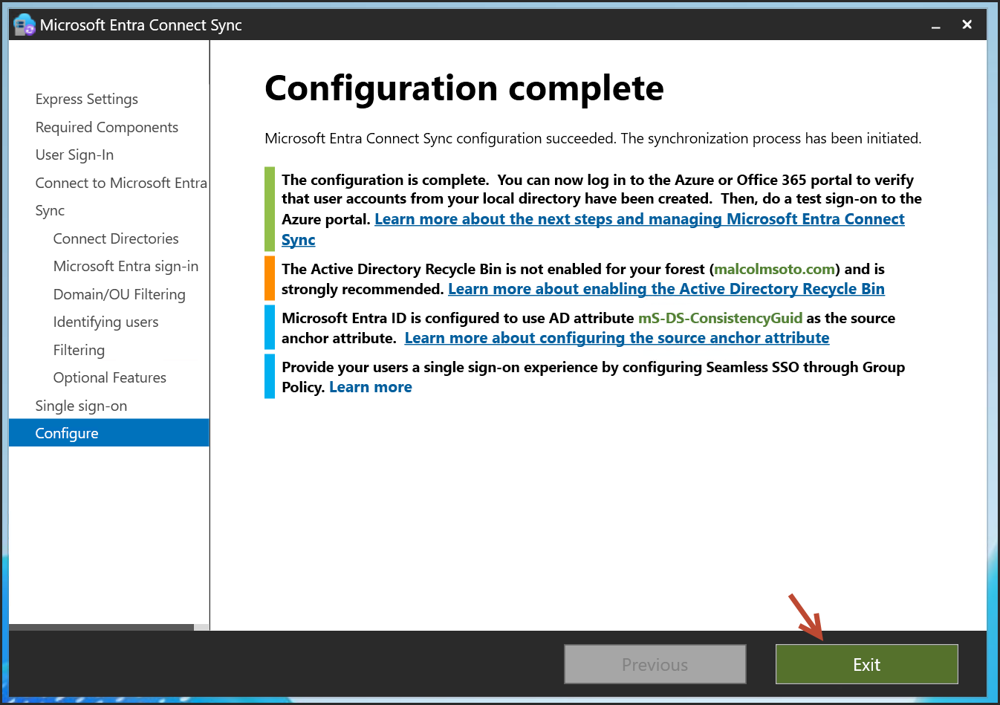 Microsoft Entra Connect Sync
Express Settings
Required Components
User Sign-In
Connect to Microsoft Entra
Sync
Connect Directories
Microsoft Entra sign-in
Domain/OU Filtering
Identifying users
Filtering
Optional Features
Single sign-on
Configure
Configuration complete
Microsoft Entra Connect Sync configuration succeeded. The synchronization process has been initiated.
The configuration is complete.  You can now log in to the Azure or Office 365 portal to verify
that user accounts from your local directory have been created.  Then, do a test sign-on to the
Azure portal. Learn more about the next steps and managing Microsoft Entra Connect
Sync
The Active Directory Recycle Bin is not enabled for your forest (malcolmsoto.com) and is
strongly recommended. Learn more about enabling the Active Directory Recycle Bin
Microsoft Entra ID is configured to use AD attribute mS-DS-ConsistencyGuid as the source
anchor attribute.  Learn more about configuring the source anchor attribute
Provide your users a single sign-on experience by configuring Seamless SSO through Group
Policy. Learn more
Previous
Exit